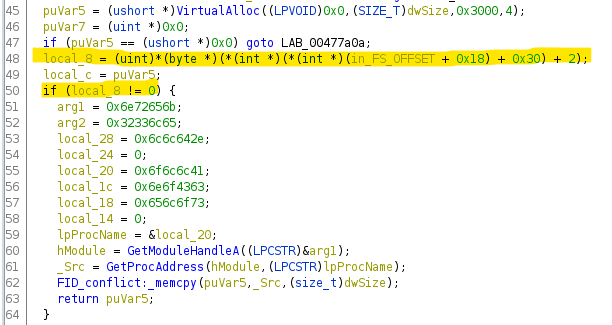 45 puVar5 = (ushort *)VirtualAlloc((LPVOID)0x0,(SIZE_T)dwSize,0x3000,4);
46 puVar7 = (uint *)0x0;
47 if (puVar5 == (ushort *)0x0) goto LAB_00477a0a;
48 local_8 = (uint)*(byte *)(*(int *)(*(int *)(in_FS_OFFSET + 0x18) + 0x30) + 2);
49 local_c = puVar5;
50 if (local_8 != 0) {
51 arg1 = 0x6e72656b;
52 arg2 = 0x32336c65;
53 local_28 = 0x6c6c642e;
54 local_24 = 0;
55 local_20 = 0x6f6c6c41;
56 local_1c = 0x6e6f4363;
57 local_18 = 0x656c6f73;
58 local_14 = 0;
59 lpProcName = &local_20;
60 hModule = GetModuleHandleA((LPCSTR)&arg1);
61 _Src = GetProcAddress(hModule,(LPCSTR)lpProcName);
62 FID_conflict:_memcpy(puVar5,_Src,(size_t)dwSize);
63 return puVar5;
64 }